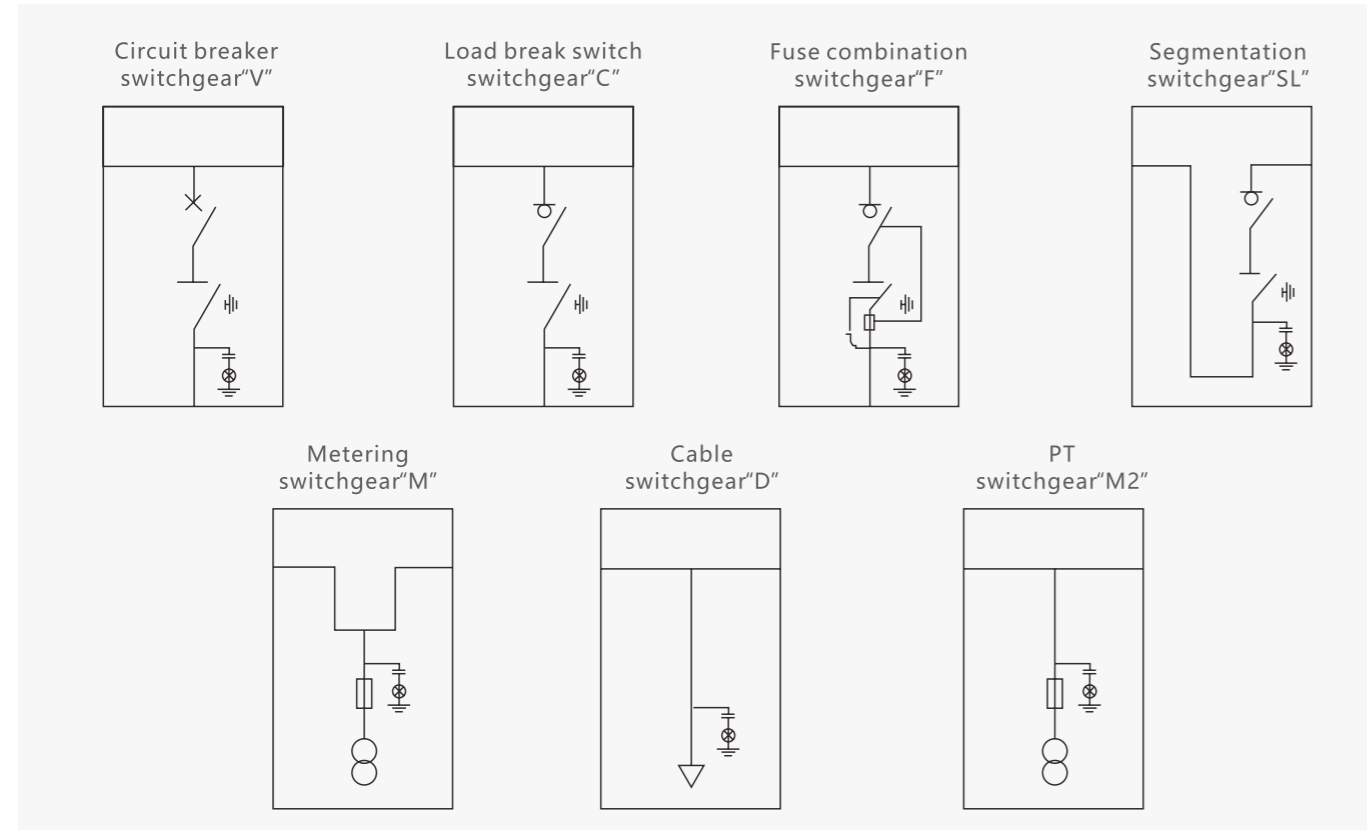 Circuit breaker
switchgear“V”
Load break switch
switchgear“C”
Fuse combination
switchgear“F”
Segmentation
switchgear“SL”
Metering
switchgear“M”
Cable
switchgear“D”
PT
switchgear“M2”